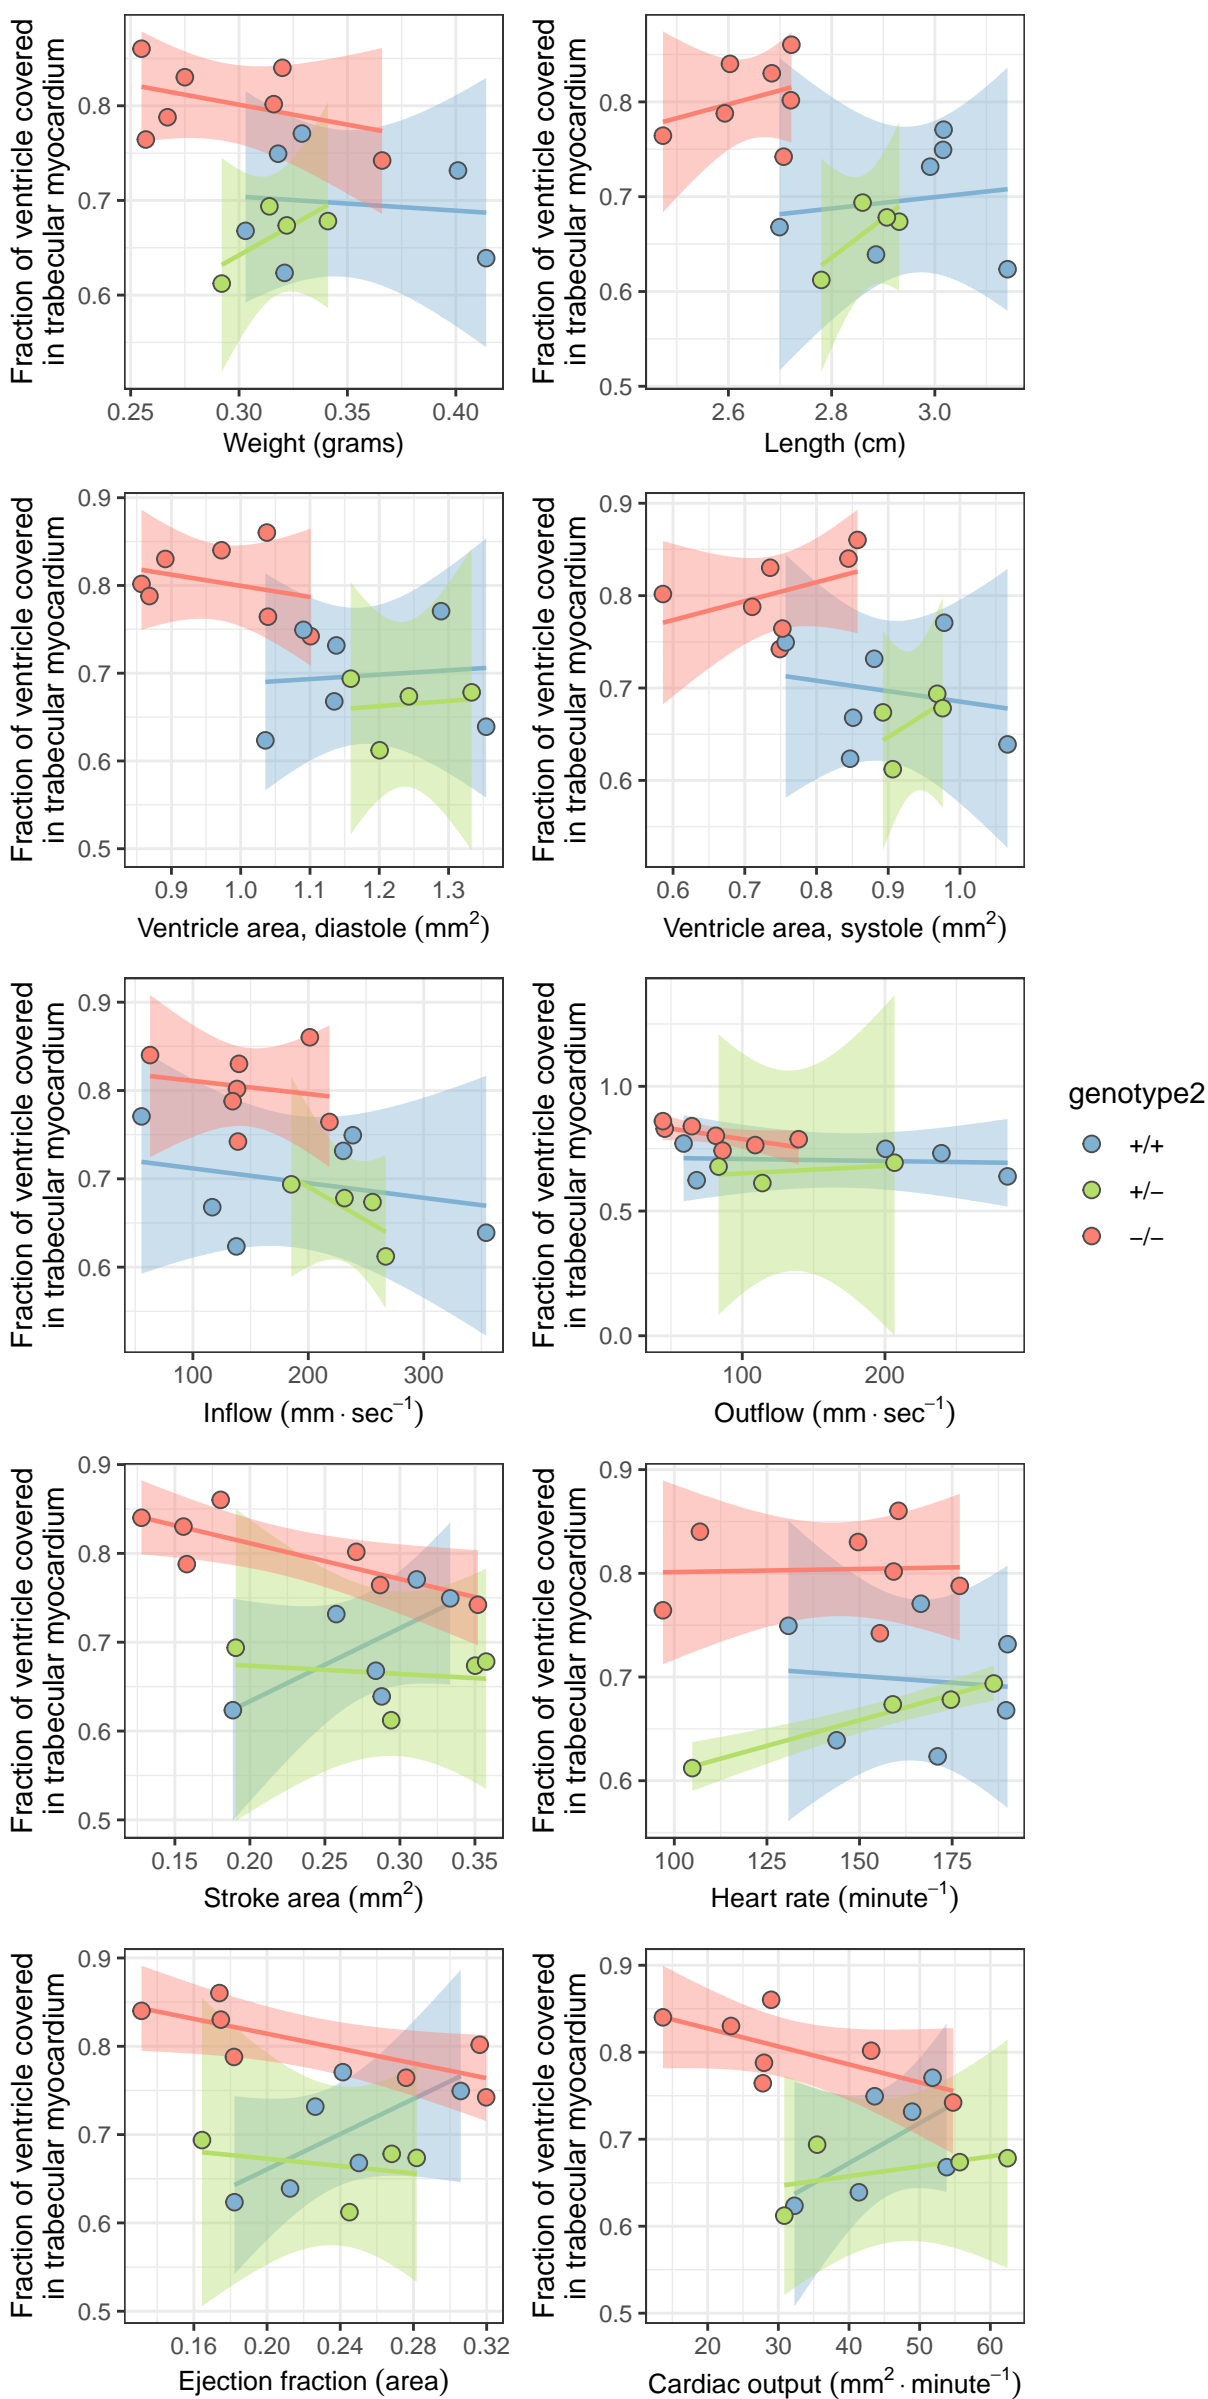 Fraction of ventricle covered
in trabecular myocardium
0.8
0.7
0.6
0.25 0.30 0.35 0.40
Weight (grams)
Fraction of ventricle covered
in trabecular myocardium
0.8
0.7
0.6
0.5
2.6 2.8 3.0
Length (cm)
Fraction of ventricle covered
in trabecular myocardium
0.9
0.8
0.7
0.6
0.5
0.9 1.0 1.1 1.2 1.3
Ventricle area, diastole (mm²)
Fraction of ventricle covered
in trabecular myocardium
0.9
0.8
0.7
0.6
0.6 0.7 0.8 0.9 1.0
Ventricle area, systole (mm²)
Fraction of ventricle covered
in trabecular myocardium
0.9
0.8
0.7
0.6
100 200 300
Inflow (mm · sec⁻¹)
Fraction of ventricle covered
in trabecular myocardium
1.0
0.5
0.0
100 200
Outflow (mm · sec⁻¹)
genotype2
+/+
+/−
−/−
Fraction of ventricle covered
in trabecular myocardium
0.9
0.8
0.7
0.6
0.5
0.15 0.20 0.25 0.30 0.35
Stroke area (mm²)
Fraction of ventricle covered
in trabecular myocardium
0.9
0.8
0.7
0.6
100 125 150 175
Heart rate (minute⁻¹)
Fraction of ventricle covered
in trabecular myocardium
0.9
0.8
0.7
0.6
0.5
0.16 0.20 0.24 0.28 0.32
Ejection fraction (area)
Fraction of ventricle covered
in trabecular myocardium
0.9
0.8
0.7
0.6
0.5
20 30 40 50 60
Cardiac output (mm² · minute⁻¹)